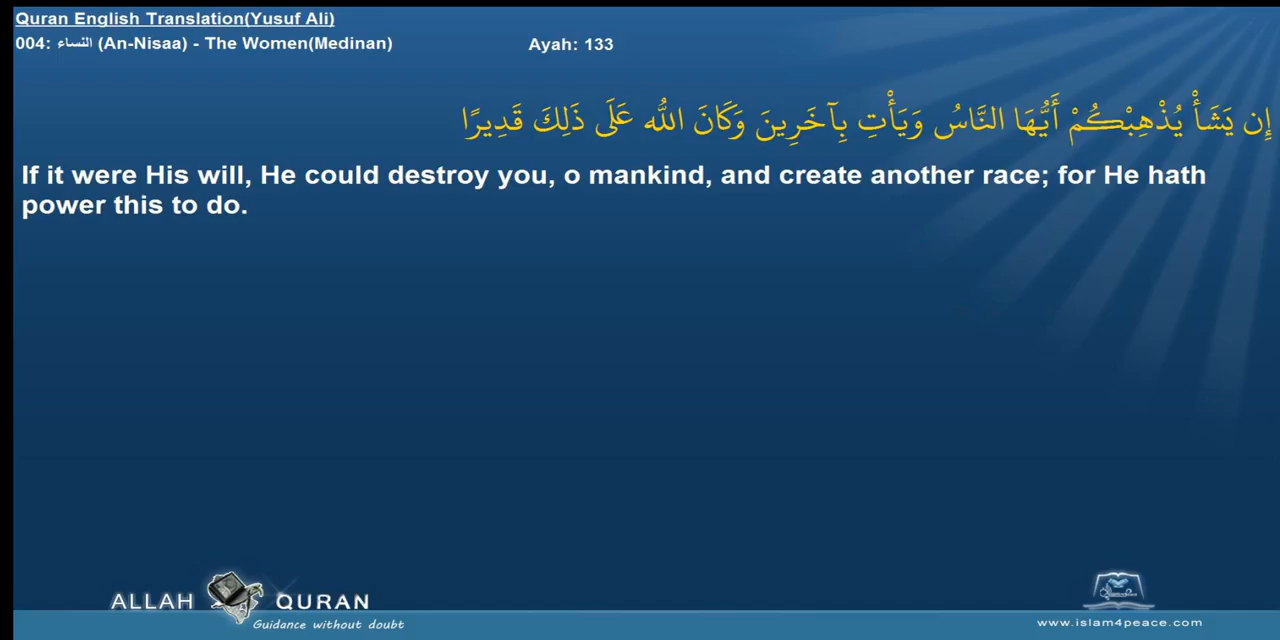 Quran English Translation(Yusuf Ali)
004: النساء (An-Nisaa) - The Women(Medinan) Ayah: 133
إِن يَشَأْ يُذْهِبْكُمْ أَيُّهَا النَّاسُ وَيَأْتِ بِآخَرِينَ وَكَانَ اللَّه عَلَى ذَلِكَ قَدِيرًا
If it were His will, He could destroy you, o mankind, and create another race; for He hath
power this to do.
ALLAH QURAN
Guidance without doubt
www.islam4peace.com